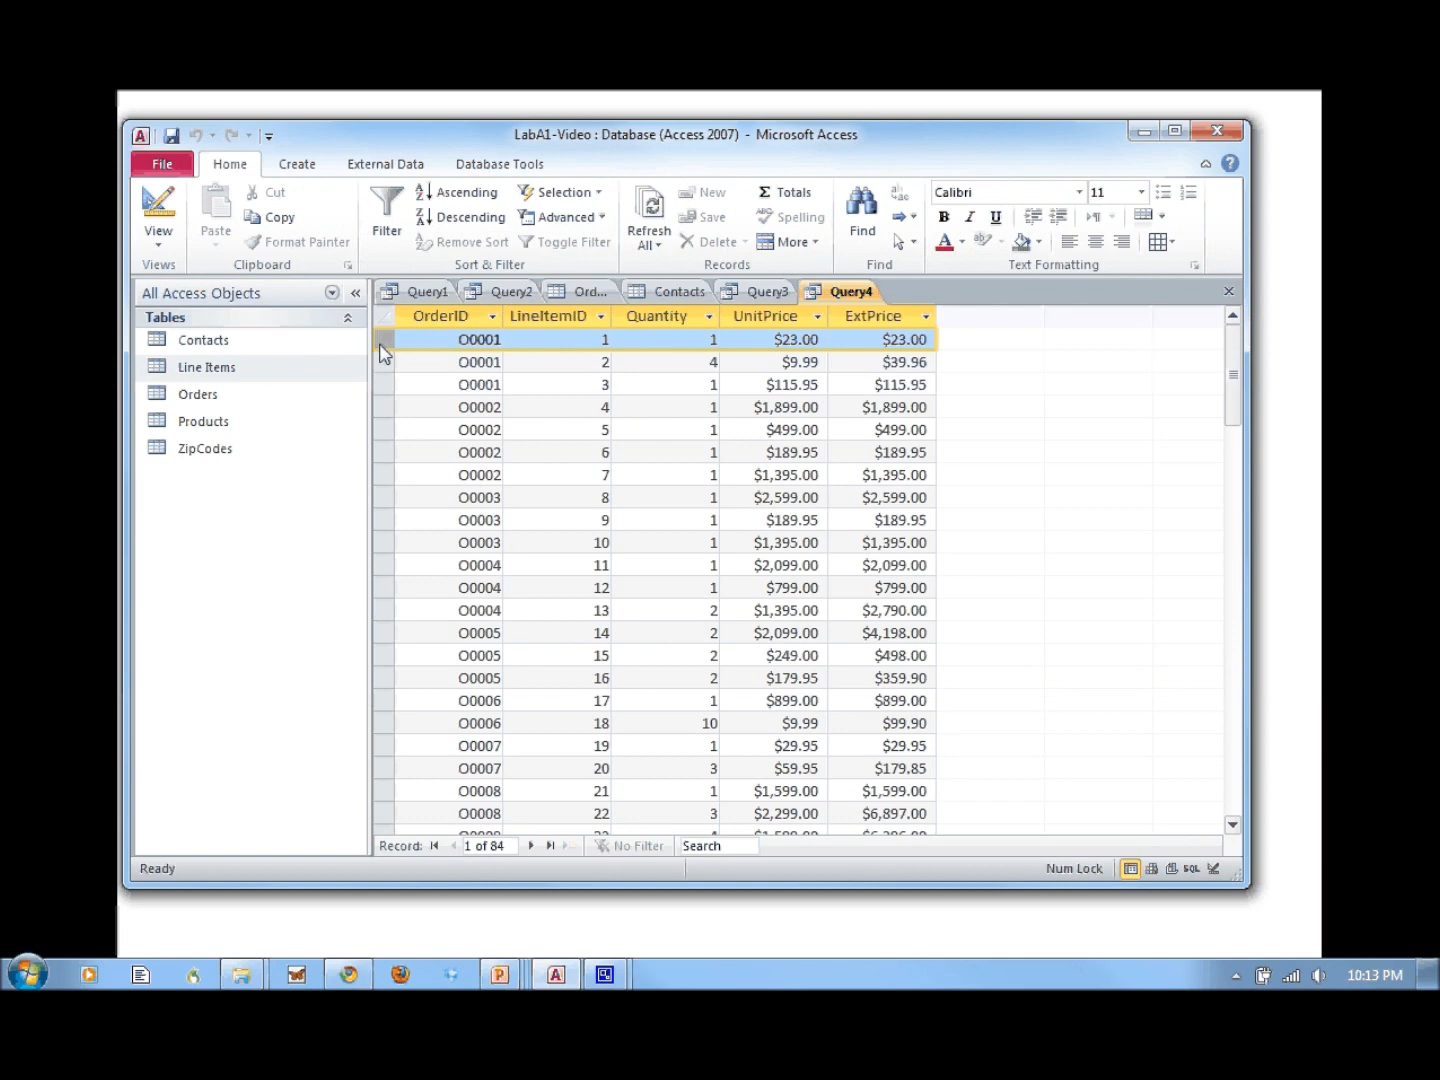 LabA1-Video : Database (Access 2007) - Microsoft Access
File Home Create External Data Database Tools
View Paste Cut Copy Format Painter
Filter Ascending Descending Remove Sort Selection Advanced Toggle Filter
Refresh All New Save Delete Totals Spelling More
Find
Calibri 11
B I U
A
Views Clipboard Sort & Filter Records Find Text Formatting
All Access Objects «
Query1 Query2 Ord... Contacts Query3 Query4
Tables
Contacts
Line Items
Orders
Products
ZipCodes
OrderID LineItemID Quantity UnitPrice ExtPrice
O0001 1 1 $23.00 $23.00
O0001 2 4 $9.99 $39.96
O0001 3 1 $115.95 $115.95
O0002 4 1 $1,899.00 $1,899.00
O0002 5 1 $499.00 $499.00
O0002 6 1 $189.95 $189.95
O0002 7 1 $1,395.00 $1,395.00
O0003 8 1 $2,599.00 $2,599.00
O0003 9 1 $189.95 $189.95
O0003 10 1 $1,395.00 $1,395.00
O0004 11 1 $2,099.00 $2,099.00
O0004 12 1 $799.00 $799.00
O0004 13 2 $1,395.00 $2,790.00
O0005 14 2 $2,099.00 $4,198.00
O0005 15 2 $249.00 $498.00
O0005 16 2 $179.95 $359.90
O0006 17 1 $899.00 $899.00
O0006 18 10 $9.99 $99.90
O0007 19 1 $29.95 $29.95
O0007 20 3 $59.95 $179.85
O0008 21 1 $1,599.00 $1,599.00
O0008 22 3 $2,299.00 $6,897.00
Record: 1 of 84 No Filter Search
Ready Num Lock SQL
10:13 PM